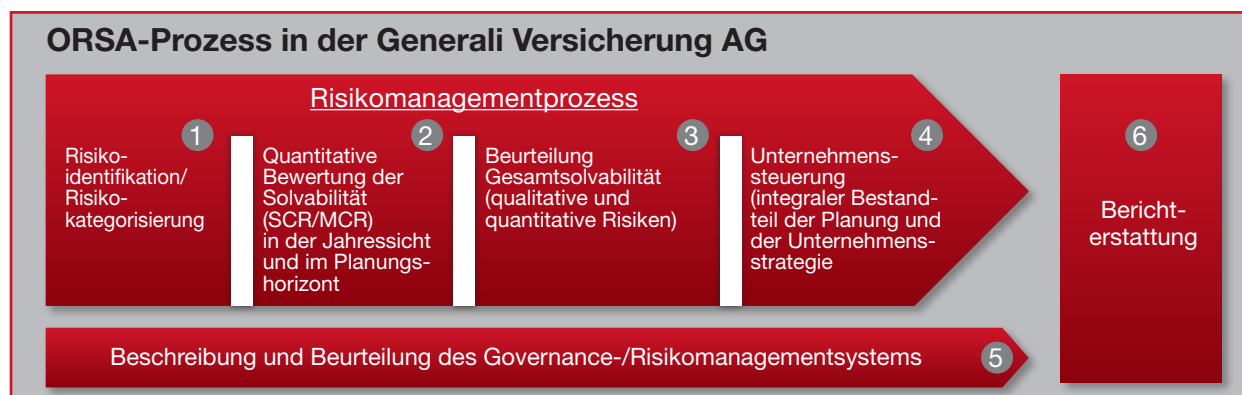 ORSA-Prozess in der Generali Versicherung AG
Risikomanagementprozess
1
Risiko-
identifikation/
Risiko-
kategorisierung
2
Quantitative
Bewertung der
Solvabilität
(SCR/MCR)
in der Jahressicht
und im Planungs-
horizont
3
Beurteilung
Gesamtsolvabilität
(qualitative und
quantitative Risiken)
4
Unternehmens-
steuerung
(integraler Bestand-
teil der Planung und
der Unternehmens-
strategie
6
Bericht-
erstattung
Beschreibung und Beurteilung des Governance-/Risikomanagementsystems
5